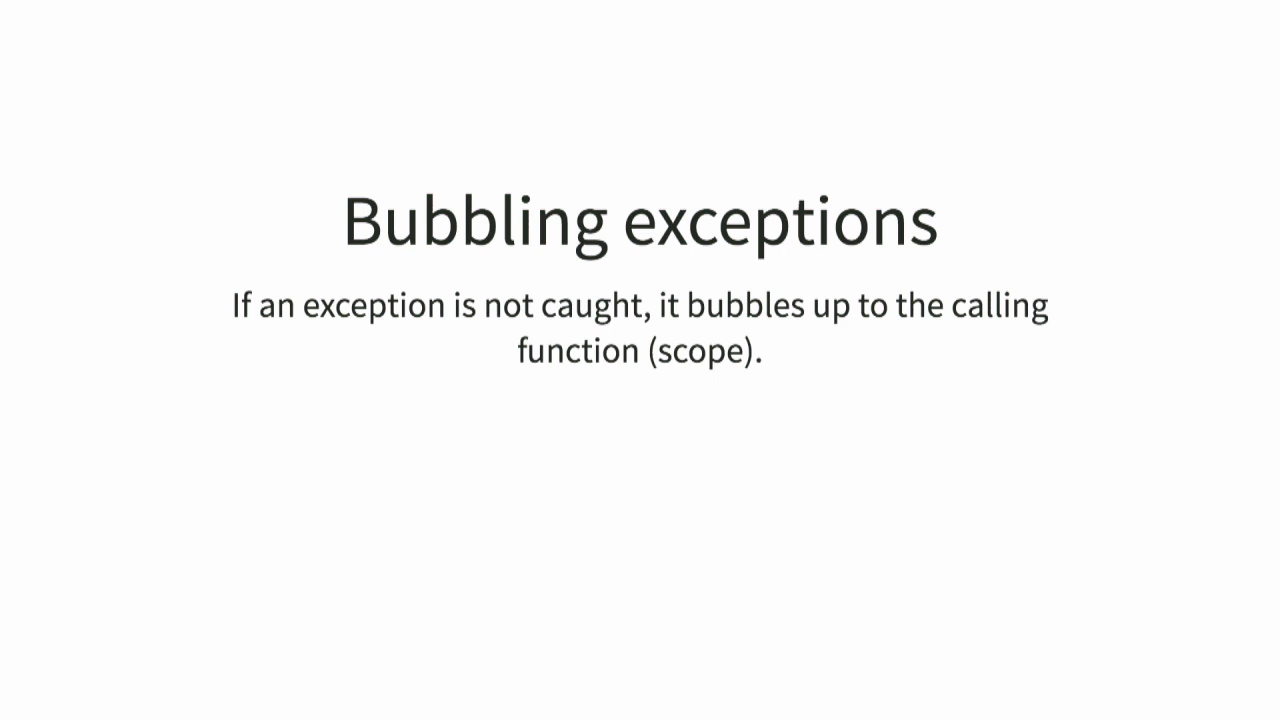 Bubbling exceptions
If an exception is not caught, it bubbles up to the calling
function (scope).